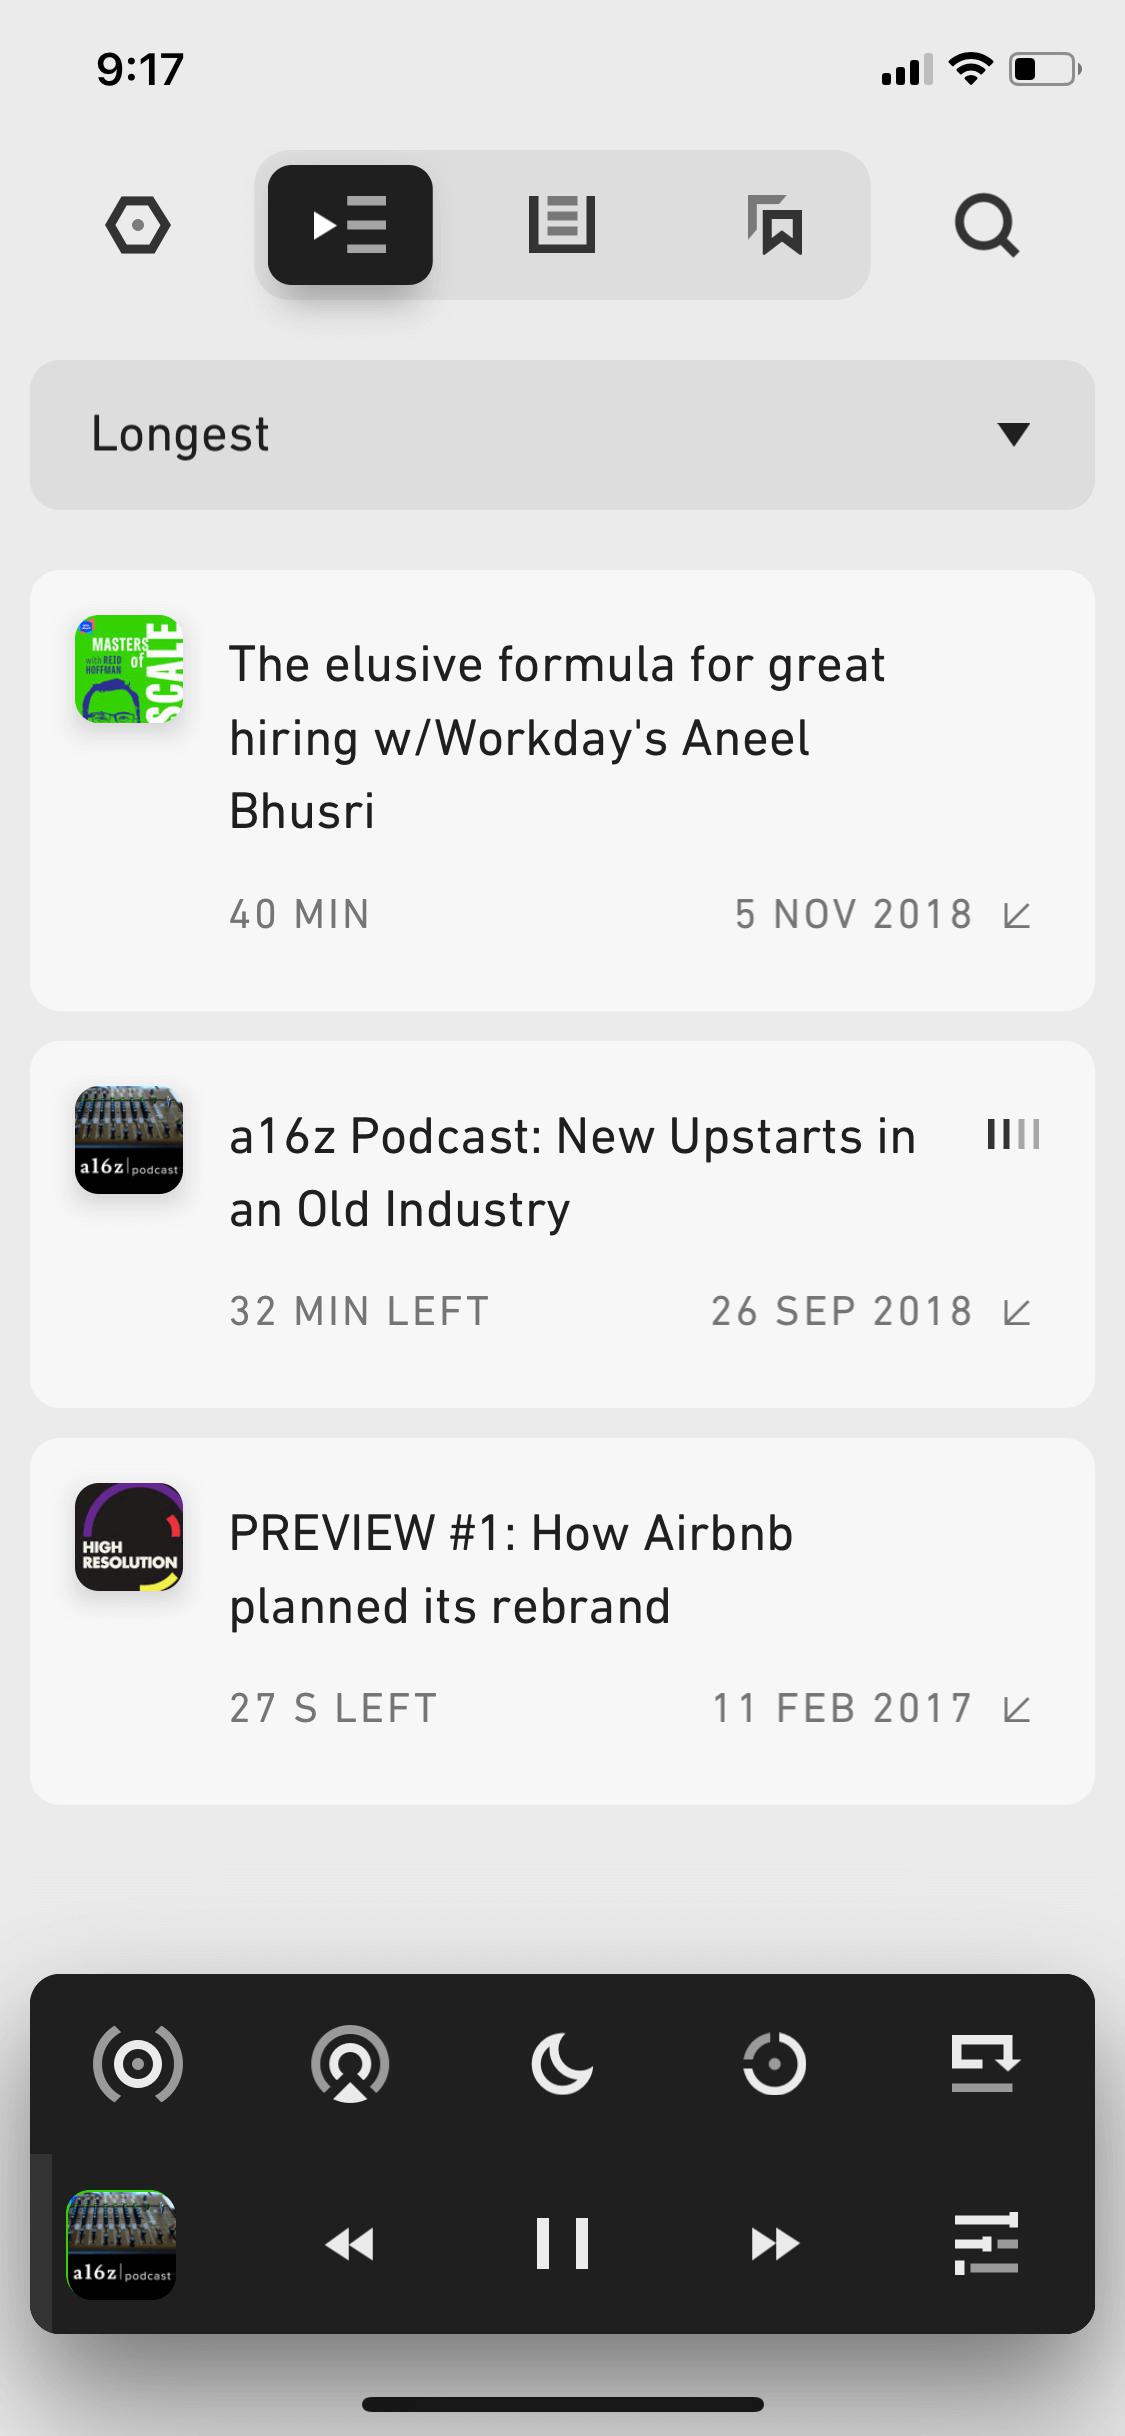 9:17
Longest
MASTERS
of
SCALE
with REID
HOFFMAN
The elusive formula for great
hiring w/Workday's Aneel
Bhusri
40 MIN
5 NOV 2018
a16z podcast
a16z Podcast: New Upstarts in
an Old Industry
32 MIN LEFT
26 SEP 2018
HIGH
RESOLUTION
PREVIEW #1: How Airbnb
planned its rebrand
27 S LEFT
11 FEB 2017
a16z podcast